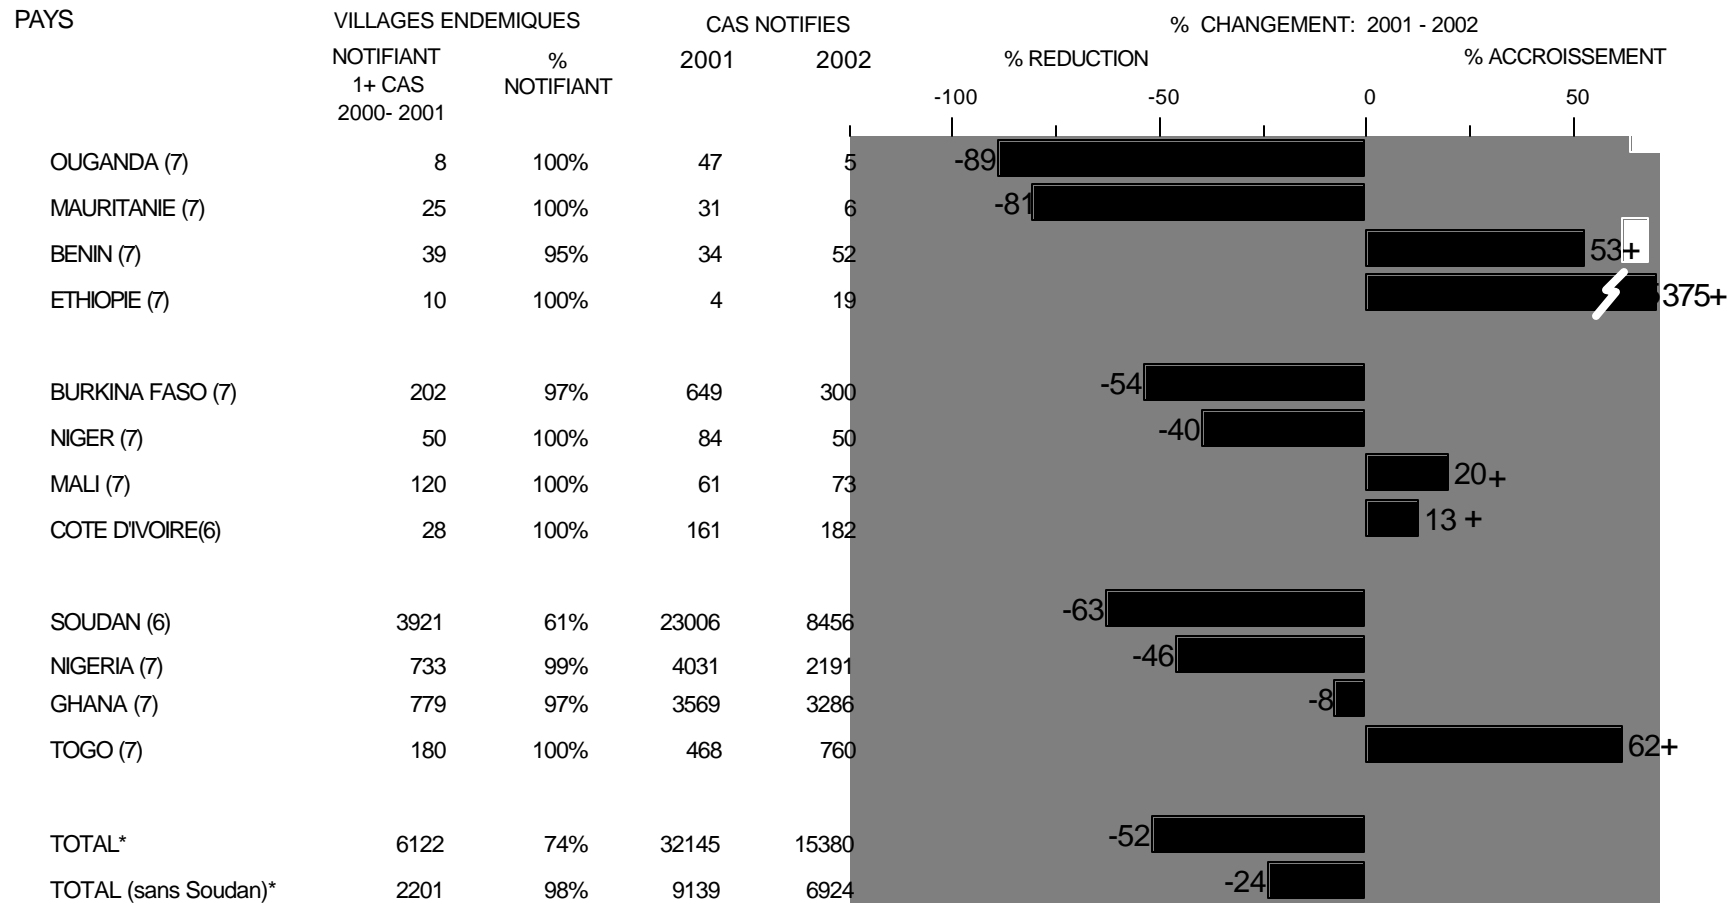 PAYS VILLAGES ENDEMIQUES CAS NOTIFIES % CHANGEMENT: 2001 - 2002
NOTIFIANT % 2001 2002 % REDUCTION % ACCROISSEMENT
1+ CAS NOTIFIANT
2000- 2001
-100 -50 0 50
OUGANDA (7) 8 100% 47 5 -89
MAURITANIE (7) 25 100% 31 6 -81
BENIN (7) 39 95% 34 52 53+
ETHIOPIE (7) 10 100% 4 19 375+
BURKINA FASO (7) 202 97% 649 300 -54
NIGER (7) 50 100% 84 50 -40
MALI (7) 120 100% 61 73 20+
COTE D'IVOIRE(6) 28 100% 161 182 13 +
SOUDAN (6) 3921 61% 23006 8456 -63
NIGERIA (7) 733 99% 4031 2191 -46
GHANA (7) 779 97% 3569 3286 -8
TOGO (7) 180 100% 468 760 62+
TOTAL* 6122 74% 32145 15380 -52
TOTAL (sans Soudan)* 2201 98% 9139 6924 -24